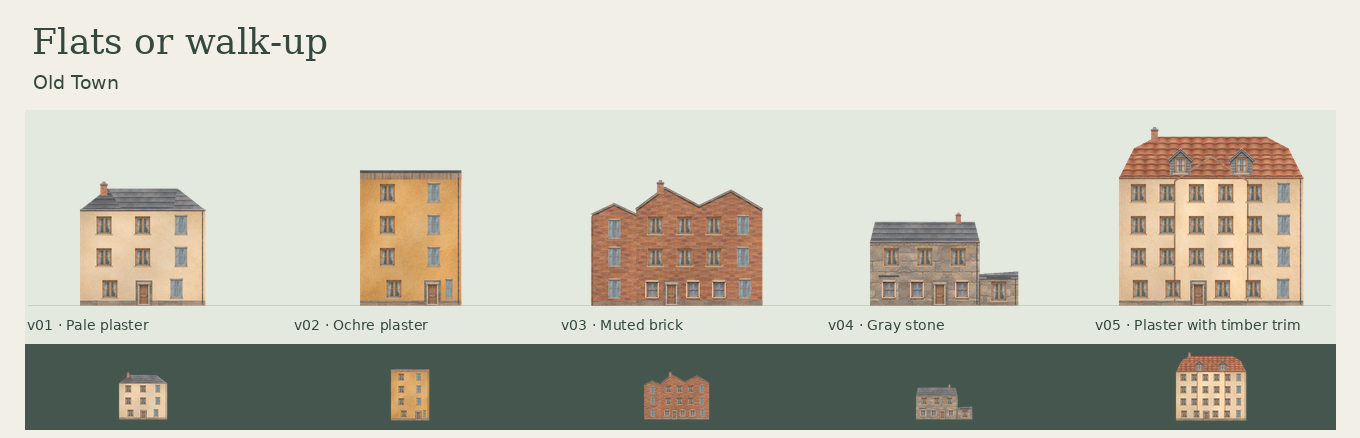 Flats or walk-up
Old Town
v01 · Pale plaster
v02 · Ochre plaster
v03 · Muted brick
v04 · Gray stone
v05 · Plaster with timber trim